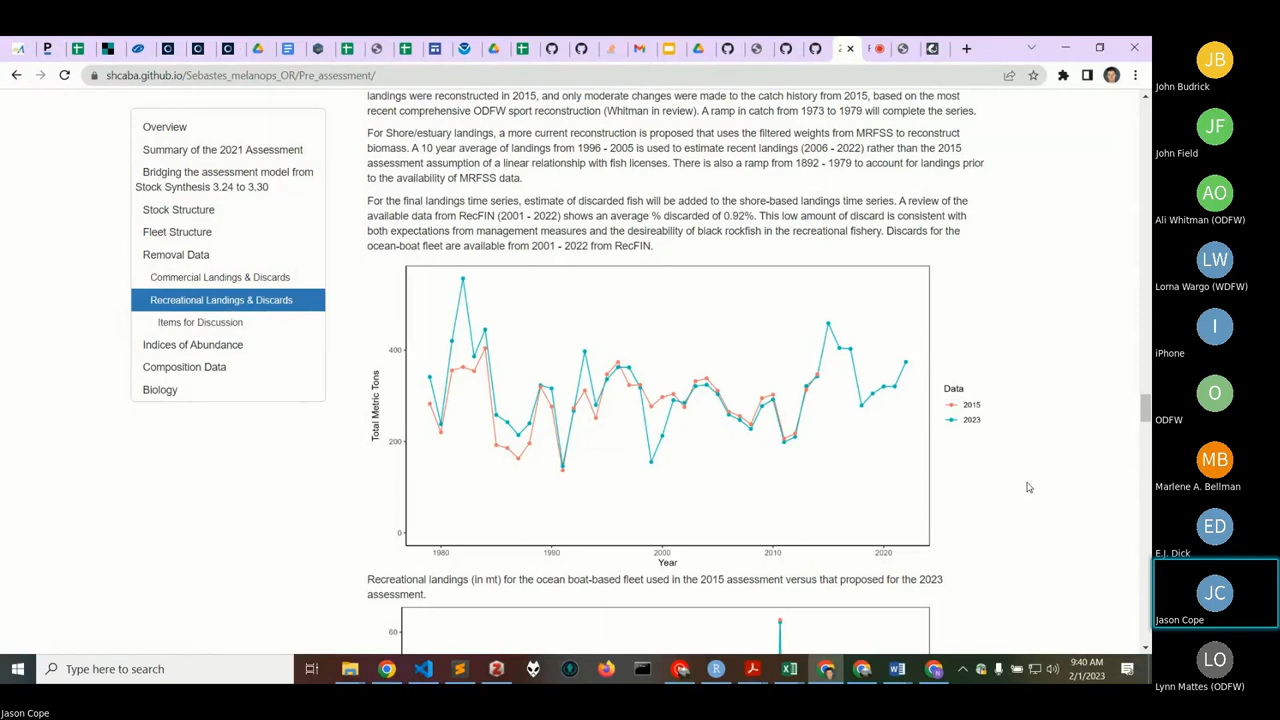 shcaba.github.io/Sebastes_melanops_OR/Pre_assessment/
Overview
Summary of the 2021 Assessment
Bridging the assessment model from
Stock Synthesis 3.24 to 3.30
Stock Structure
Fleet Structure
Removal Data
Commercial Landings & Discards
Recreational Landings & Discards
Items for Discussion
Indices of Abundance
Composition Data
Biology
landings were reconstructed in 2015, and only moderate changes were made to the catch history from 2015, based on the most
recent comprehensive ODFW sport reconstruction (Whitman in review). A ramp in catch from 1973 to 1979 will complete the series.
For Shore/estuary landings, a more current reconstruction is proposed that uses the filtered weights from MRFSS to reconstruct
biomass. A 10 year average of landings from 1996 - 2005 is used to estimate recent landings (2006 - 2022) rather than the 2015
assessment assumption of a linear relationship with fish licenses. There is also a ramp from 1892 - 1979 to account for landings prior
to the availability of MRFSS data.
For the final landings time series, estimate of discarded fish will be added to the shore-based landings time series. A review of the
available data from RecFIN (2001 - 2022) shows an average % discarded of 0.92%. This low amount of discard is consistent with
both expectations from management measures and the desireability of black rockfish in the recreational fishery. Discards for the
ocean-boat fleet are available from 2001 - 2022 from RecFIN.
Total Metric Tons
400
200
0
1980
1990
2000
2010
2020
Year
Data
2015
2023
Recreational landings (in mt) for the ocean boat-based fleet used in the 2015 assessment versus that proposed for the 2023
assessment.
60
Type here to search
9:40 AM
2/1/2023
JB
John Budrick
JF
John Field
AO
Ali Whitman (ODFW)
LW
Lorna Wargo (WDFW)
I
iPhone
O
ODFW
MB
Marlene A. Bellman
ED
E.J. Dick
JC
Jason Cope
LO
Lynn Mattes (ODFW)
Jason Cope